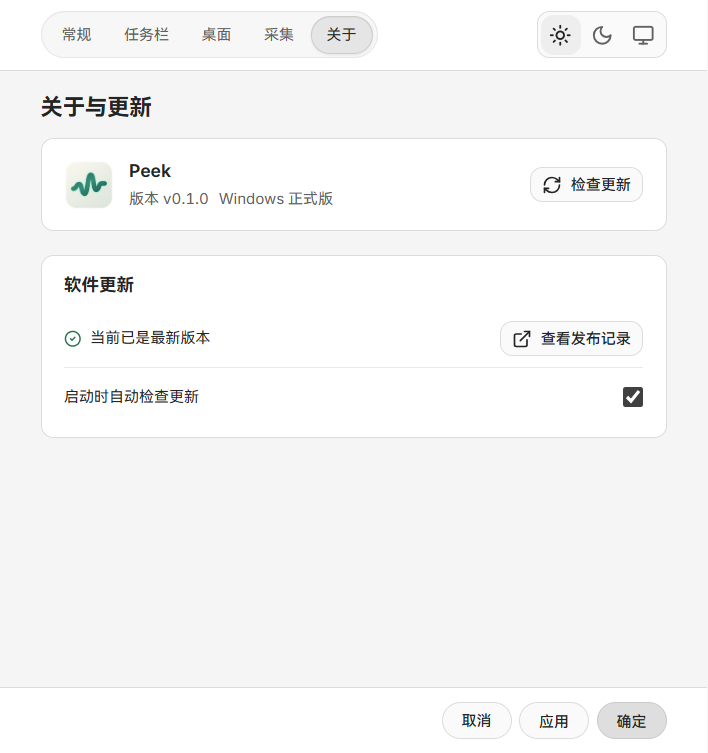 常规 任务栏 桌面 采集 关于
关于与更新
Peek
版本 v0.1.0 Windows 正式版
检查更新
软件更新
当前已是最新版本
查看发布记录
启动时自动检查更新
取消 应用 确定